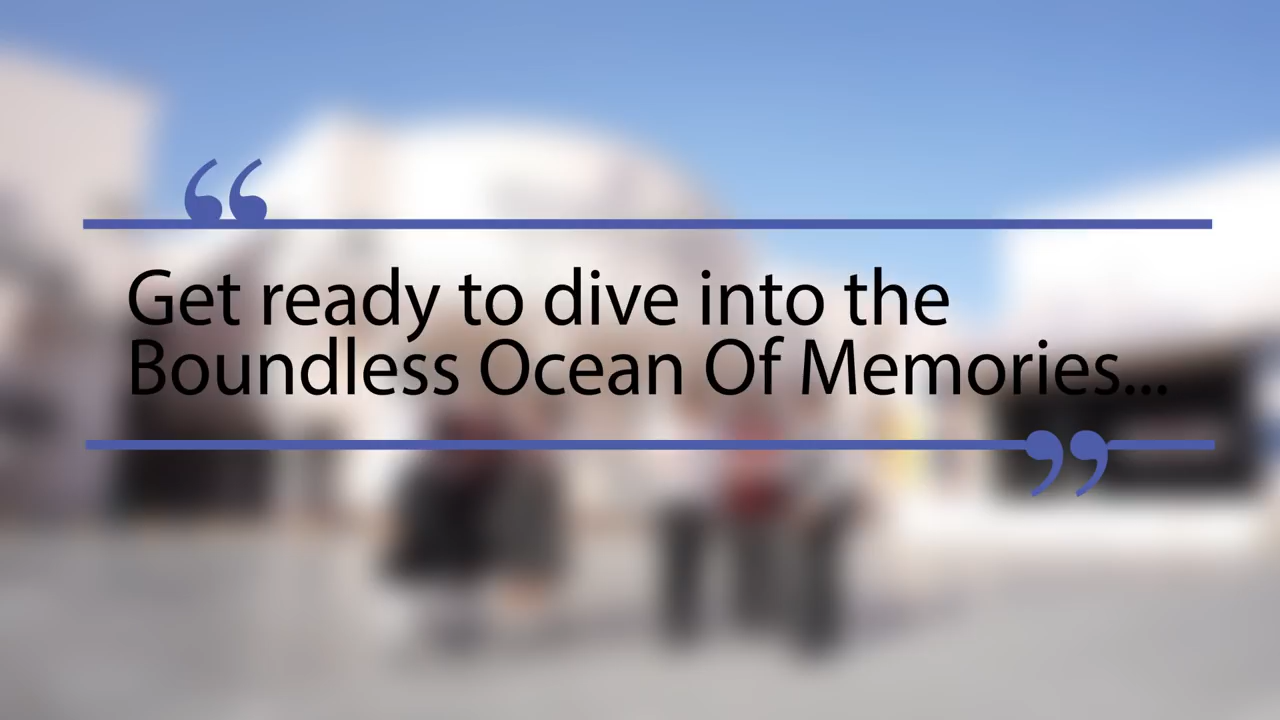 “
Get ready to dive into the
Boundless Ocean Of Memories...
”